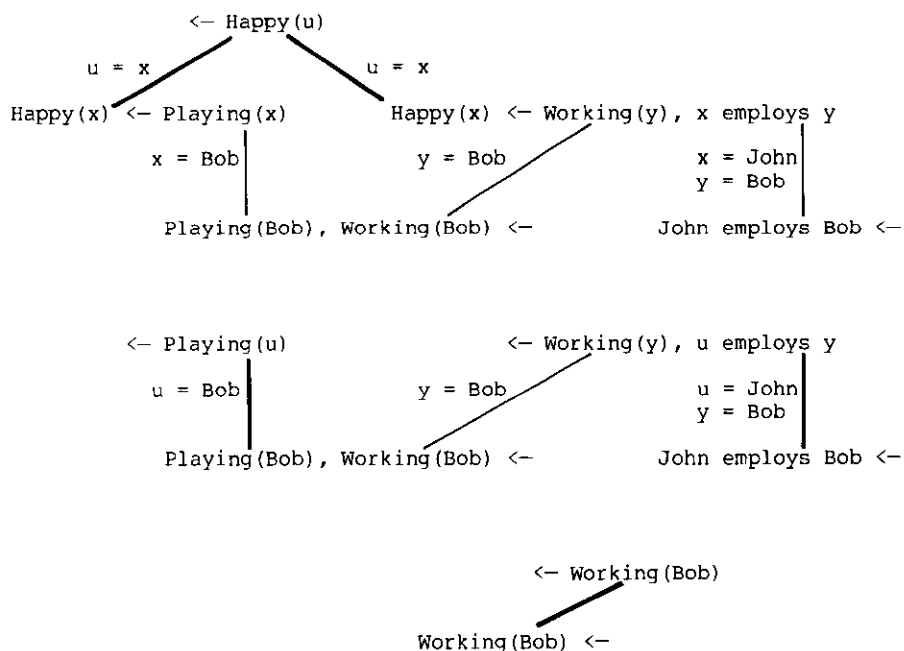 <— Happy(u)
u = x u = x
Happy(x) <— Playing(x) Happy(x) <— Working(y), x employs y
x = Bob y = Bob x = John
y = Bob
Playing(Bob), Working(Bob) <— John employs Bob <—
<— Playing(u) <— Working(y), u employs y
u = Bob y = Bob u = John
y = Bob
Playing(Bob), Working(Bob) <— John employs Bob <—
<— Working(Bob)
Working(Bob) <—